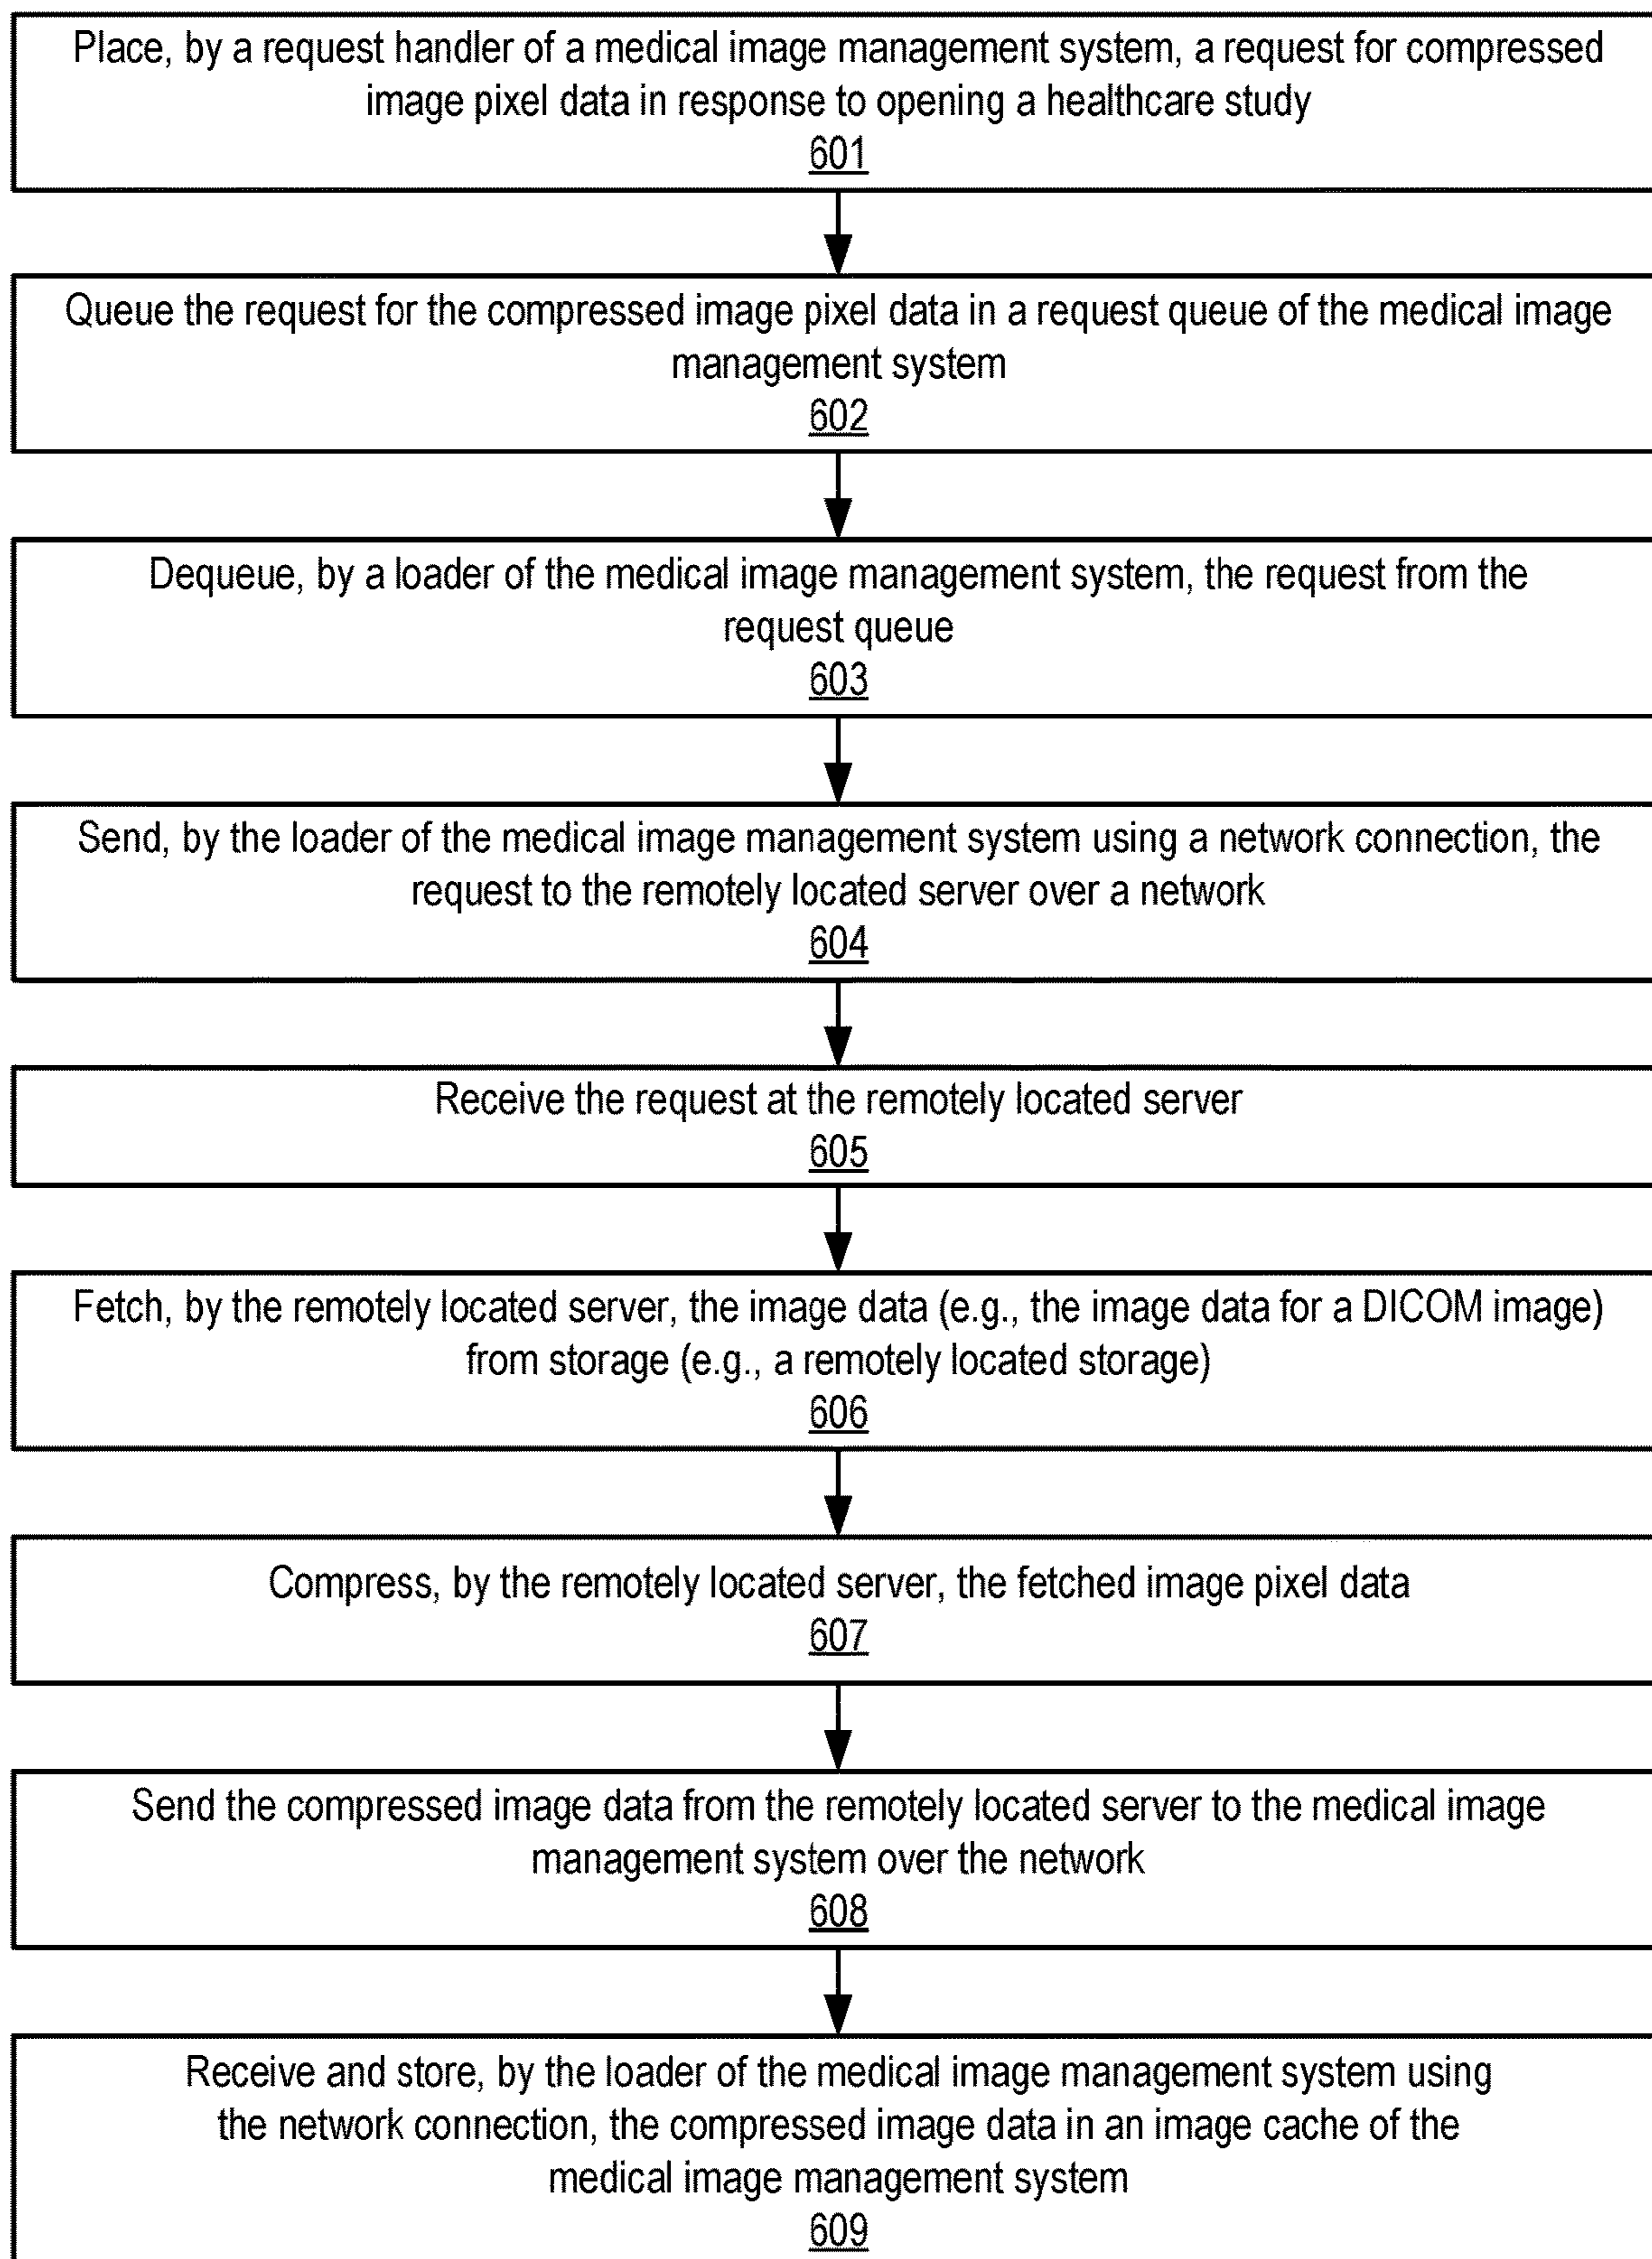 Place, by a request handler of a medical image management system, a request for compressed
image pixel data in response to opening a healthcare study
601
Queue the request for the compressed image pixel data in a request queue of the medical image
management system
602
Dequeue, by a loader of the medical image management system, the request from the
request queue
603
Send, by the loader of the medical image management system using a network connection, the
request to the remotely located server over a network
604
Receive the request at the remotely located server
605
Fetch, by the remotely located server, the image data (e.g., the image data for a DICOM image)
from storage (e.g., a remotely located storage)
606
Compress, by the remotely located server, the fetched image pixel data
607
Send the compressed image data from the remotely located server to the medical image
management system over the network
608
Receive and store, by the loader of the medical image management system using
the network connection, the compressed image data in an image cache of the
medical image management system
609